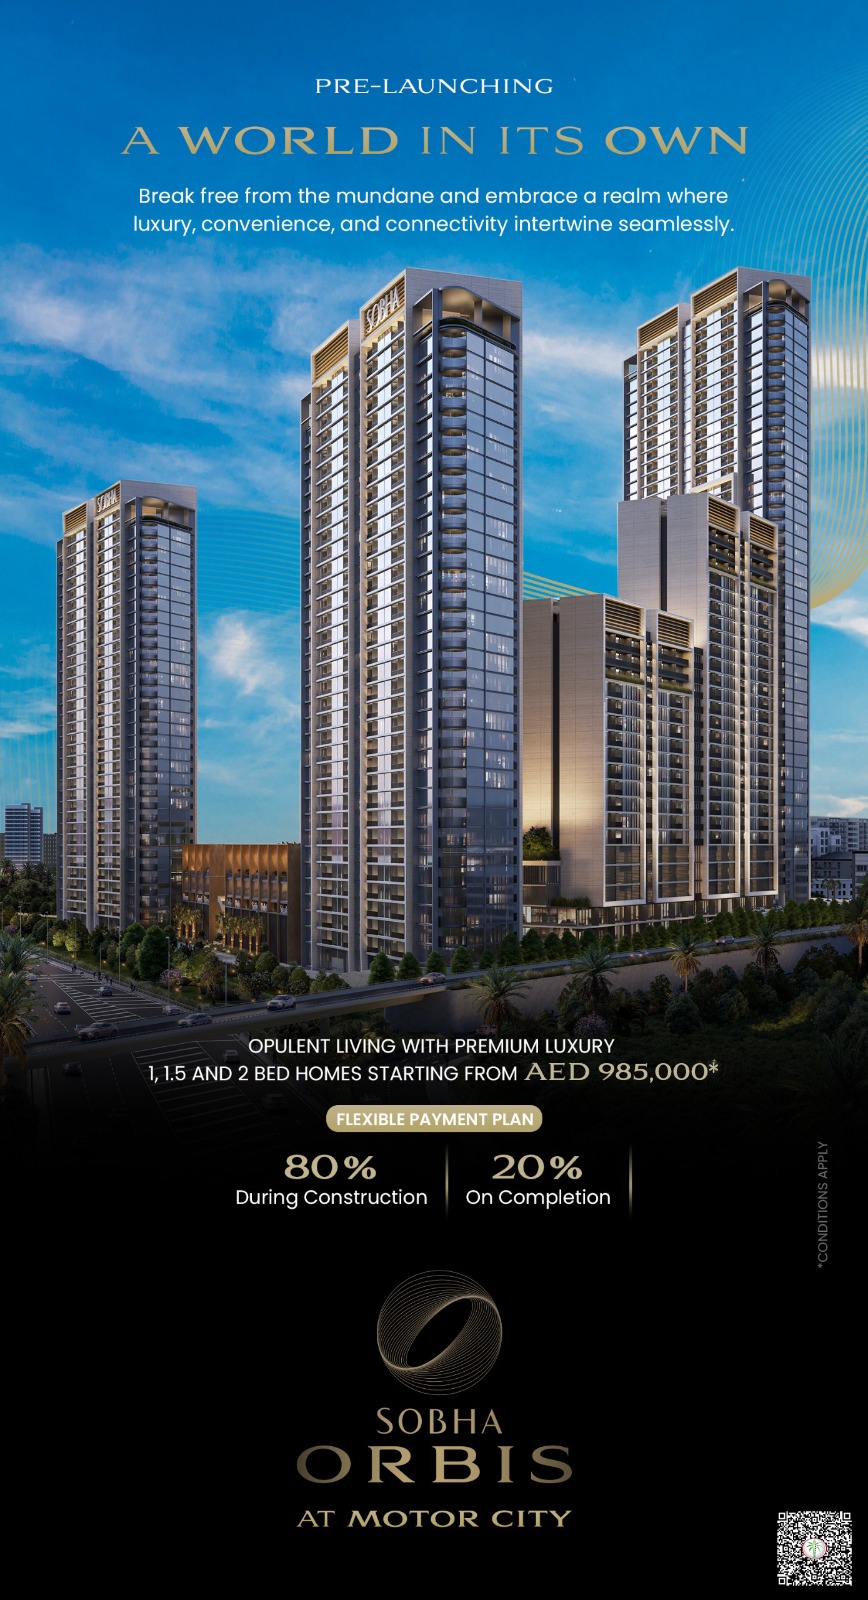 PRE-LAUNCHING
A WORLD IN ITS OWN
Break free from the mundane and embrace a realm where
luxury, convenience, and connectivity intertwine seamlessly.
SOBHA
SOBHA
OPULENT LIVING WITH PREMIUM LUXURY
1, 1.5 AND 2 BED HOMES STARTING FROM AED 985,000*
FLEXIBLE PAYMENT PLAN
80%
During Construction
20%
On Completion
*CONDITIONS APPLY
SOBHA
ORBIS
AT MOTOR CITY